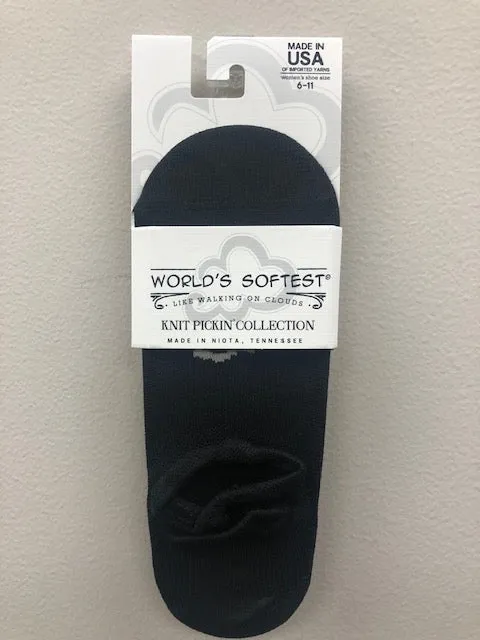 MADE IN
USA
OF IMPORTED YARNS
women's shoe size
6-11
WORLD'S SOFTEST®
· LIKE WALKING ON CLOUDS ·
KNIT PICKIN' COLLECTION
MADE IN NIOTA, TENNESSEE